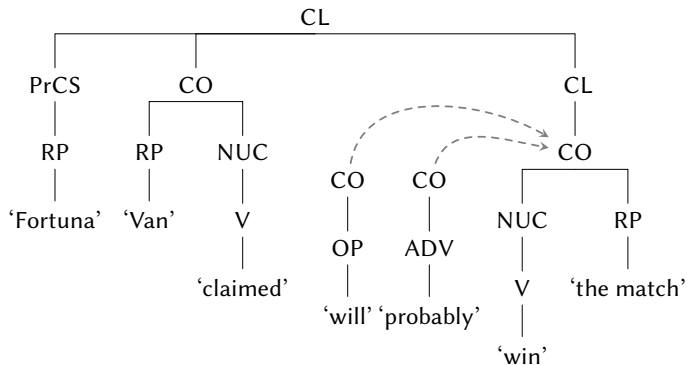 CL
PrCS CO CL
RP RP NUC CO CO CO
‘Fortuna’ ‘Van’ V OP ADV NUC RP
‘claimed’ ‘will’ ‘probably’ V ‘the match’
‘win’